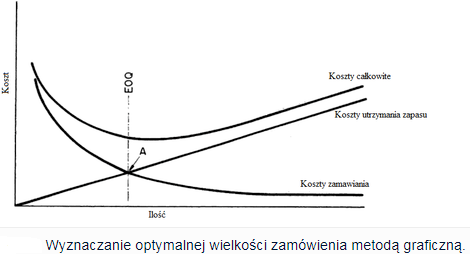 Koszt
EOQ
Koszty całkowite
Koszty utrzymania zapasu
A
Koszty zamawiania
Ilość
Wyznaczanie optymalnej wielkości zamówienia metodą graficzną.